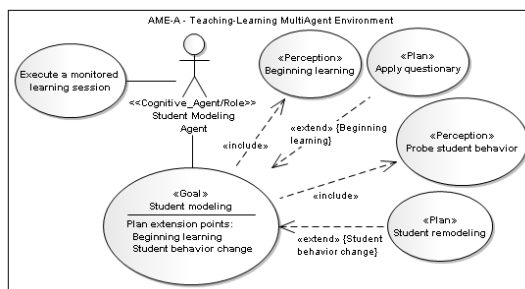 AME-A - Teaching-Learning MultiAgent Environment
Execute a monitored
learning session
<<Cognitive_Agent/Role>>
Student Modeling
Agent
«Perception»
Beginning learning
«Plan»
Apply questionary
«include»
«extend» {Beginning
learning}
«Perception»
Probe student behavior
«include»
«Goal»
Student modeling
Plan extension points:
Beginning learning
Student behavior change
«extend» {Student
behavior change}
«Plan»
Student remodeling